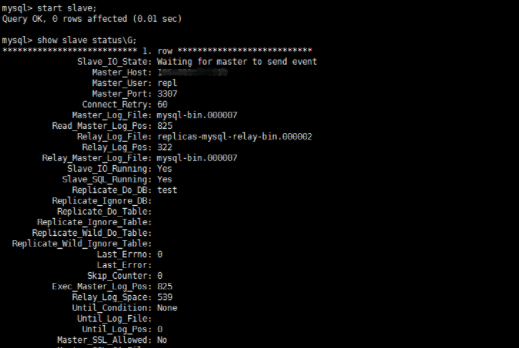 mysql> start slave;
Query OK, 0 rows affected (0.01 sec)
mysql> show slave status\G;
*************************** 1. row ***************************
Slave_IO_State: Waiting for master to send event
Master_Host:
Master_User: repl
Master_Port: 3307
Connect_Retry: 60
Master_Log_File: mysql-bin.000007
Read_Master_Log_Pos: 825
Relay_Log_File: replicas-mysql-relay-bin.000002
Relay_Log_Pos: 322
Relay_Master_Log_File: mysql-bin.000007
Slave_IO_Running: Yes
Slave_SQL_Running: Yes
Replicate_Do_DB: test
Replicate_Ignore_DB:
Replicate_Do_Table:
Replicate_Ignore_Table:
Replicate_Wild_Do_Table:
Replicate_Wild_Ignore_Table:
Last_Errno: 0
Last_Error:
Skip_Counter: 0
Exec_Master_Log_Pos: 825
Relay_Log_Space: 539
Until_Condition: None
Until_Log_File:
Until_Log_Pos: 0
Master_SSL_Allowed: No